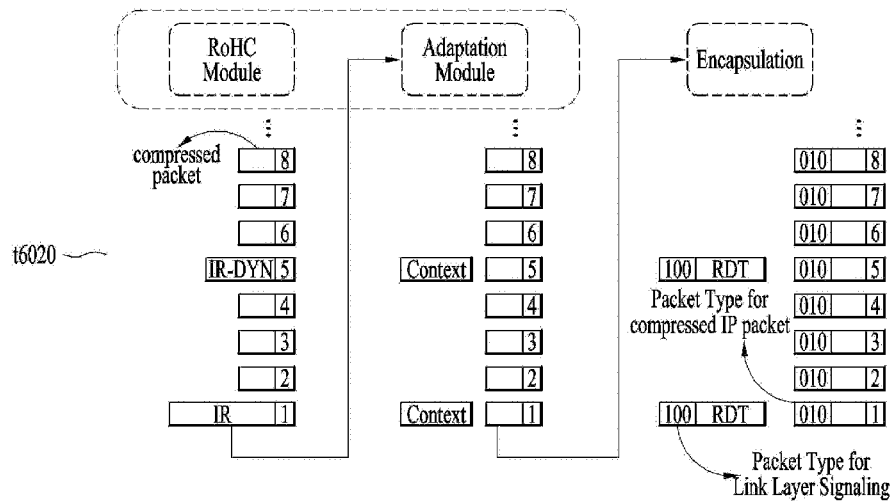 RoHC
Module
Adaptation
Module
Encapsulation
compressed
packet
8
7
6
IR-DYN 5
4
3
2
IR 1
t6020
8
7
6
Context 5
4
3
2
Context 1
010 8
010 7
010 6
100 RDT 010 5
Packet Type for
compressed IP packet
010 4
010 3
010 2
100 RDT 010 1
Packet Type for
Link Layer Signaling